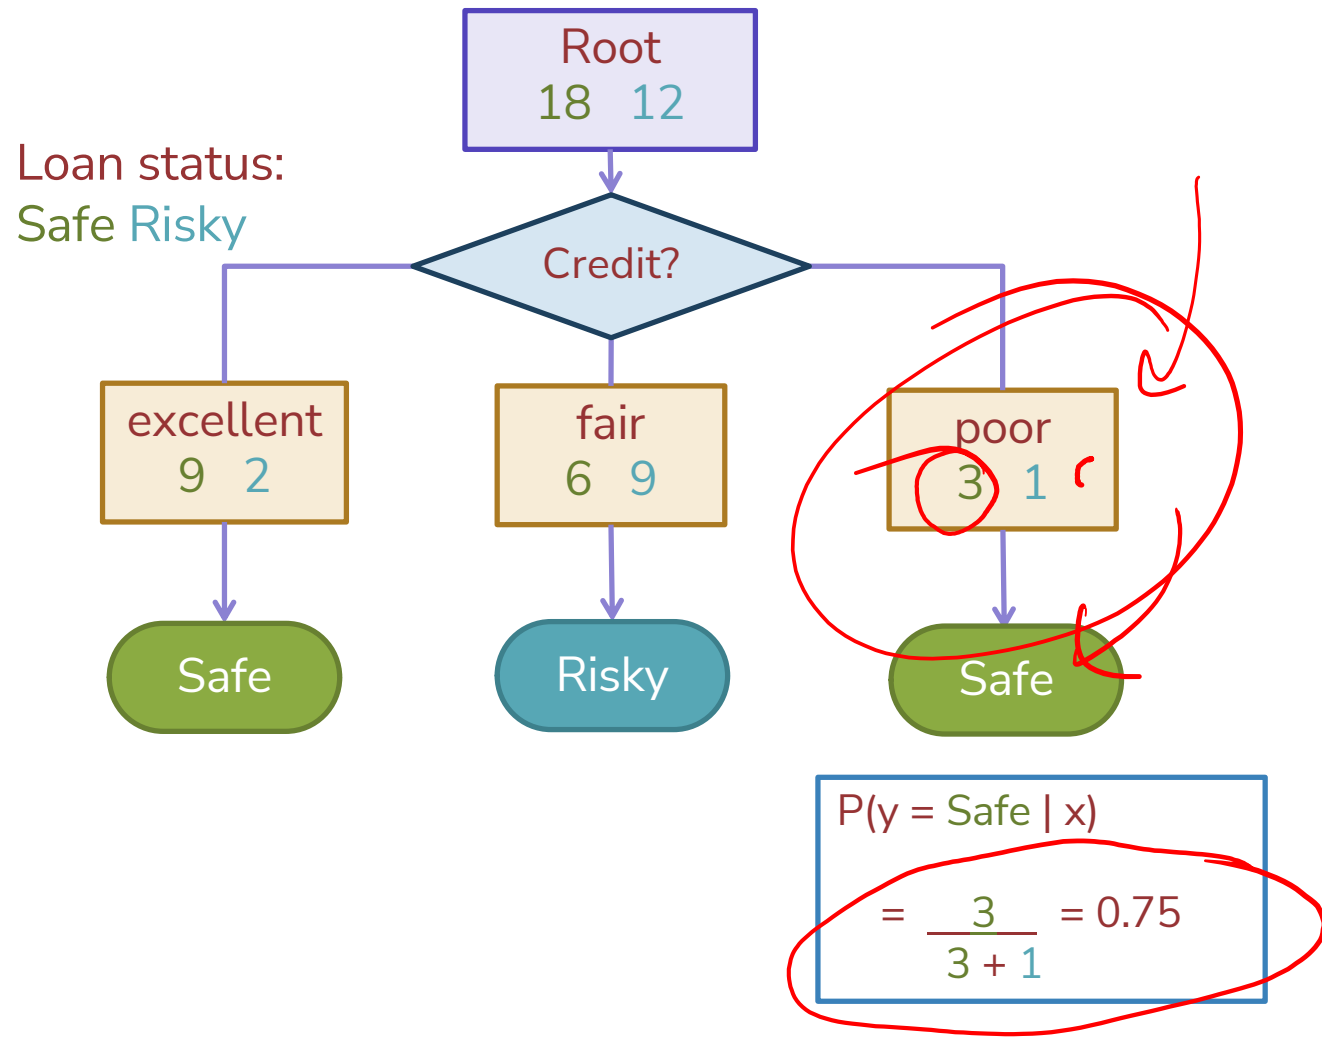 Root
18 12
Loan status:
Safe Risky
Credit?
excellent
9 2
fair
6 9
poor
3 1
Safe
Risky
Safe
P(y = Safe | x)
= 3 = 0.75
3 + 1